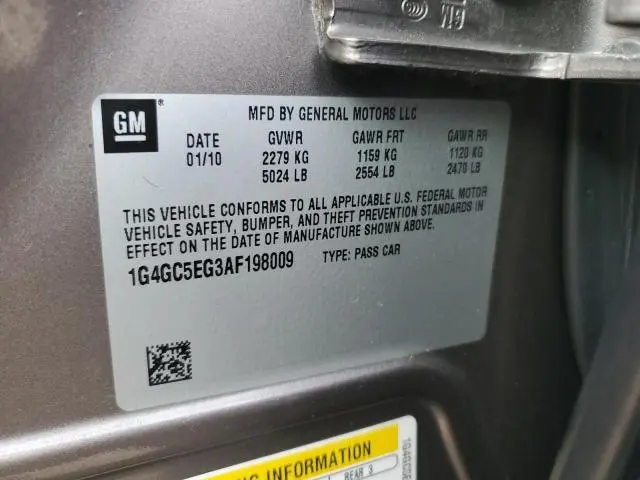 GM
GM ®
MFD BY GENERAL MOTORS LLC
DATE GVWR GAWR FRT GAWR RR
01/10 2279 KG 1159 KG 1120 KG
5024 LB 2554 LB 2470 LB
THIS VEHICLE CONFORMS TO ALL APPLICABLE U.S. FEDERAL MOTOR
VEHICLE SAFETY, BUMPER, AND THEFT PREVENTION STANDARDS IN
EFFECT ON THE DATE OF MANUFACTURE SHOWN ABOVE.
1G4GC5EG3AF198009 TYPE: PASS CAR
NG INFORMATION
REAR 3